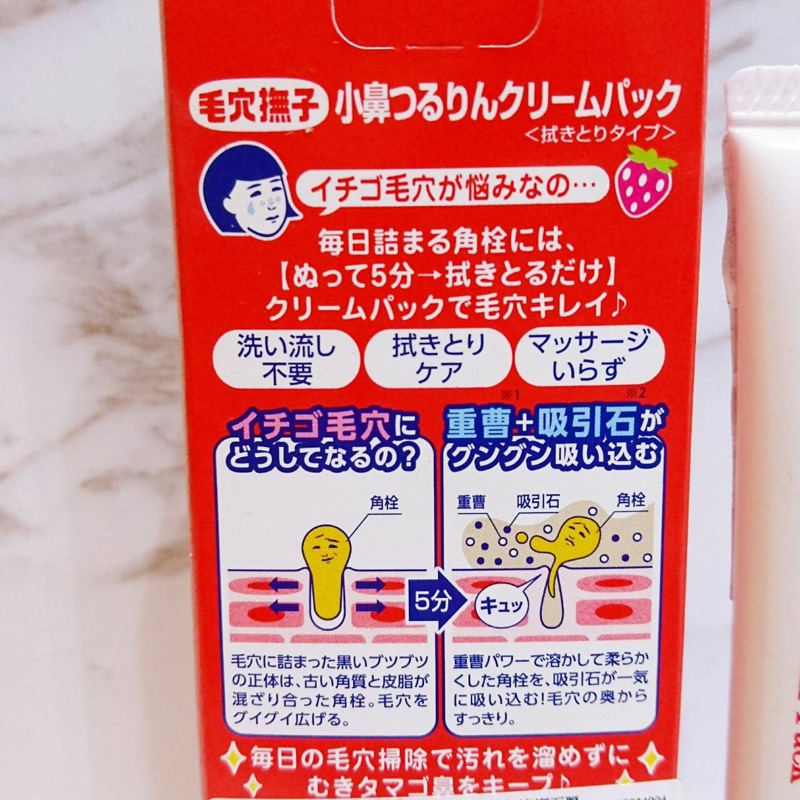 毛穴撫子 小鼻つるりんクリームパック
<拭きとりタイプ>
イチゴ毛穴が悩みなの…
毎日詰まる角栓には、
【ぬって5分→拭きとるだけ】
クリームパックで毛穴キレイ♪
洗い流し
不要
拭きとり
ケア
マッサージ
いらず
イチゴ毛穴に
どうしてなるの?
角栓
毛穴に詰まった黒いブツブツ
の正体は、古い角質と皮脂が
混ざり合った角栓。毛穴を
グイグイ広げる。
5分
※1 ※2
重曹+吸引石が
グングン吸い込む
重曹 吸引石 角栓
キュッ
重曹パワーで溶かして柔らか
くした角栓を、吸引石が一気
に吸い込む!毛穴の奥から
すっきり。
毎日の毛穴掃除で汚れを溜めずに
むきタマゴ鼻をキープ♪